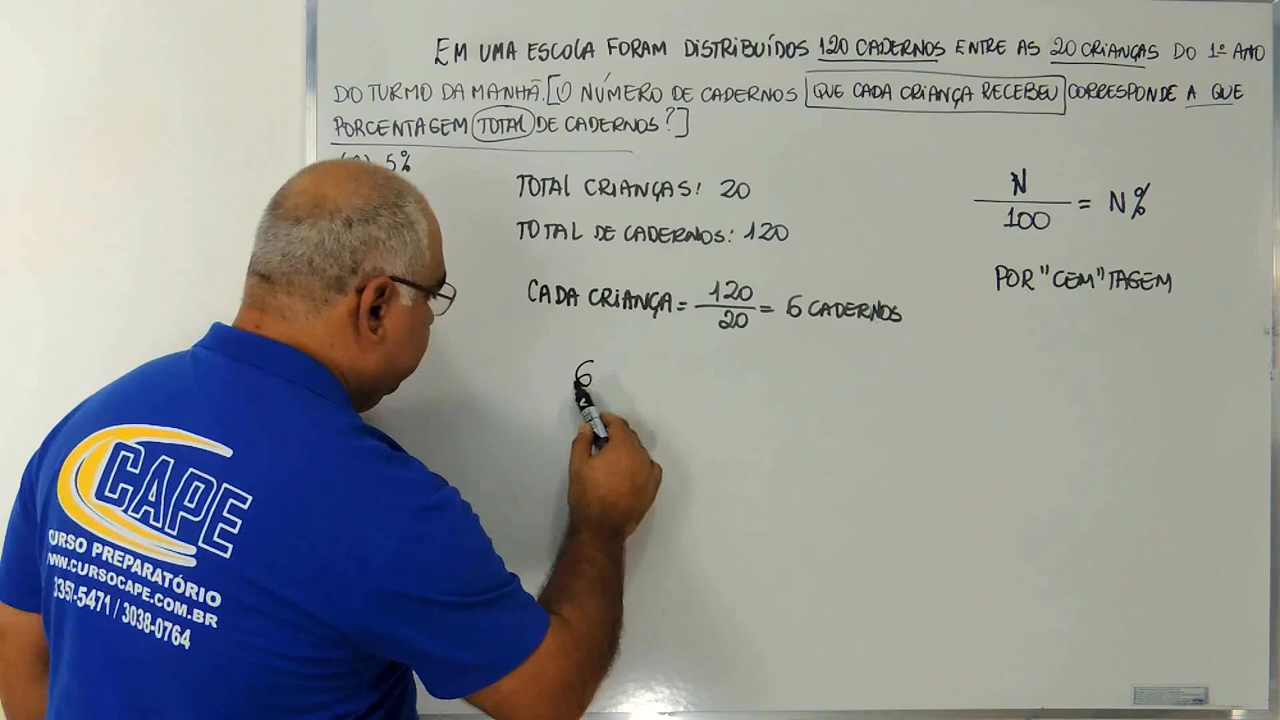 EM UMA ESCOLA FORAM DISTRIBUÍDOS 120 CADERNOS ENTRE AS 20 CRIANÇAS DO 1º ANO
DO TURMO DA MANHÃ. [O NÚMERO DE CADERNOS QUE CADA CRIANÇA RECEBEU CORRESPONDE A QUE
PORCENTAGEM TOTAL DE CADERNOS?]
5%
TOTAL CRIANÇAS: 20
TOTAL DE CADERNOS: 120
CADA CRIANÇA = 120/20 = 6 CADERNOS
6
N/100 = N%
POR "CEM" TAGEM
CAPE
CURSO PREPARATÓRIO
WWW.CURSOCAPE.COM.BR
3357-5471 / 3038-0764